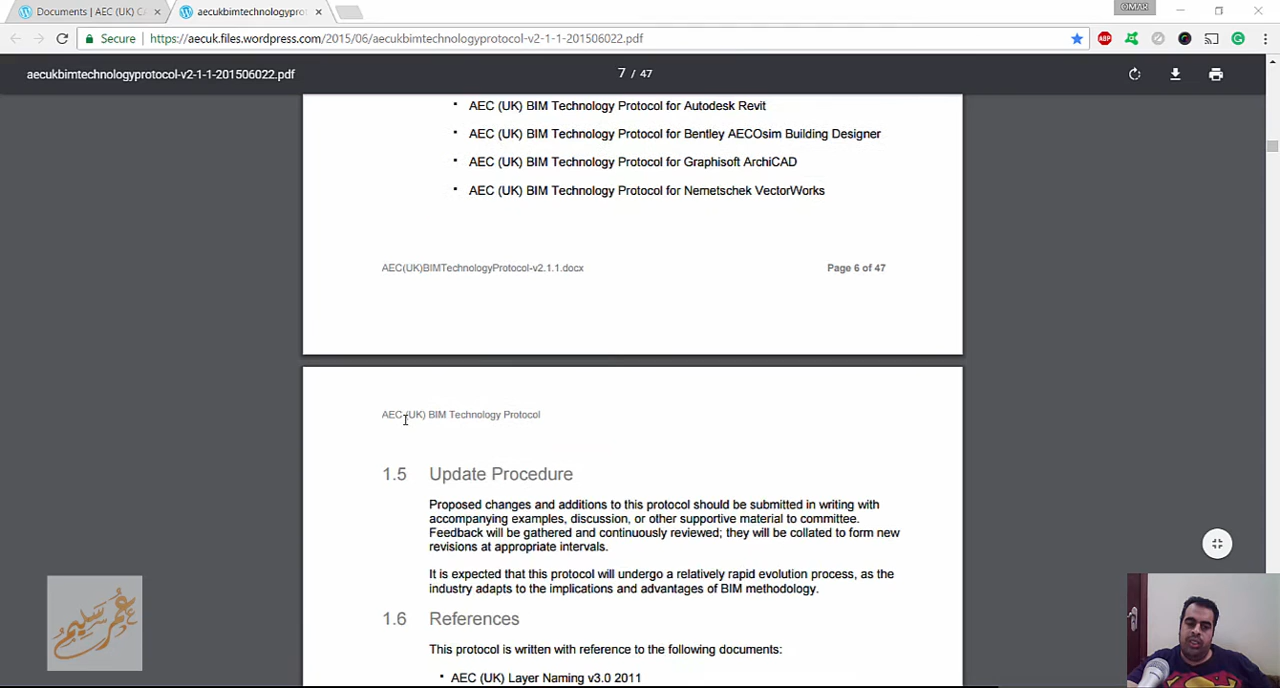 Documents | AEC (UK) C
aecukbimtechnologyprot
OMAR
Secure
https://aecuk.files.wordpress.com/2015/06/aecukbimtechnologyprotocol-v2-1-1-201506022.pdf
ABP
aecukbimtechnologyprotocol-v2-1-1-201506022.pdf
7 / 47
• AEC (UK) BIM Technology Protocol for Autodesk Revit
• AEC (UK) BIM Technology Protocol for Bentley AECOsim Building Designer
• AEC (UK) BIM Technology Protocol for Graphisoft ArchiCAD
• AEC (UK) BIM Technology Protocol for Nemetschek VectorWorks
AEC(UK)BIMTechnologyProtocol-v2.1.1.docx
Page 6 of 47
AEC (UK) BIM Technology Protocol
1.5 Update Procedure
Proposed changes and additions to this protocol should be submitted in writing with
accompanying examples, discussion, or other supportive material to committee.
Feedback will be gathered and continuously reviewed; they will be collated to form new
revisions at appropriate intervals.
It is expected that this protocol will undergo a relatively rapid evolution process, as the
industry adapts to the implications and advantages of BIM methodology.
1.6 References
This protocol is written with reference to the following documents:
• AEC (UK) Layer Naming v3.0 2011
عمر سليم